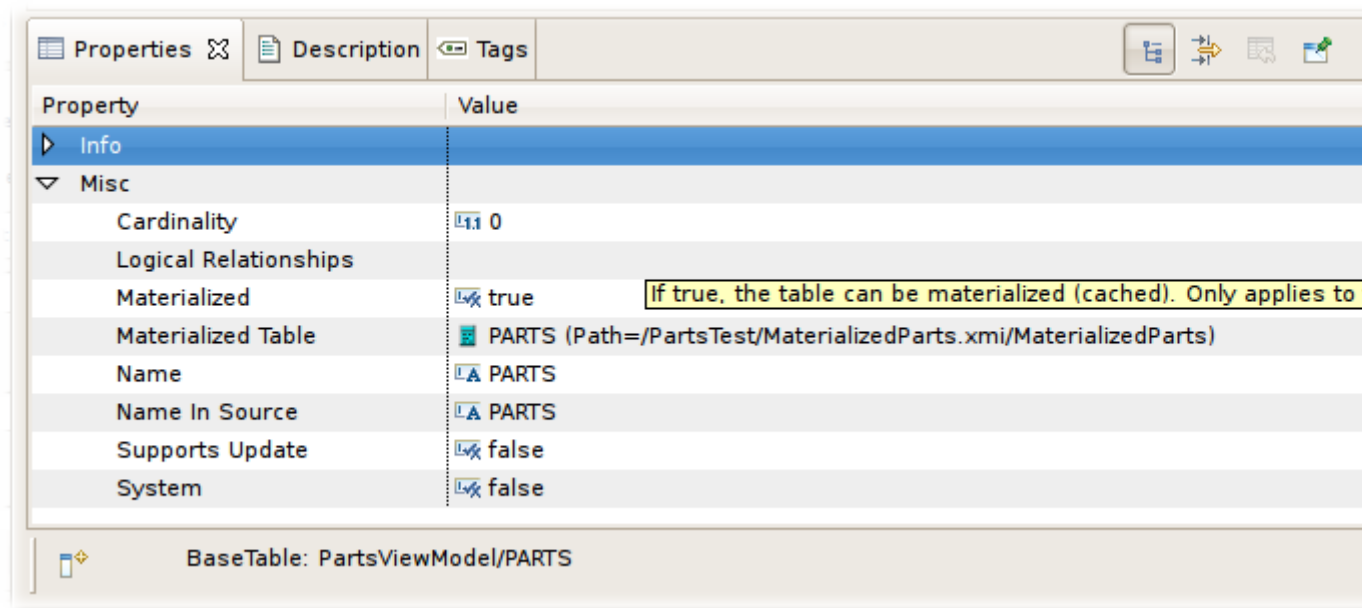 Properties Description Tags
Property Value
Info
Misc
Cardinality 0
Logical Relationships
Materialized true If true, the table can be materialized (cached). Only applies to
Materialized Table PARTS (Path=/PartsTest/MaterializedParts.xmi/MaterializedParts)
Name PARTS
Name In Source PARTS
Supports Update false
System false
BaseTable: PartsViewModel/PARTS